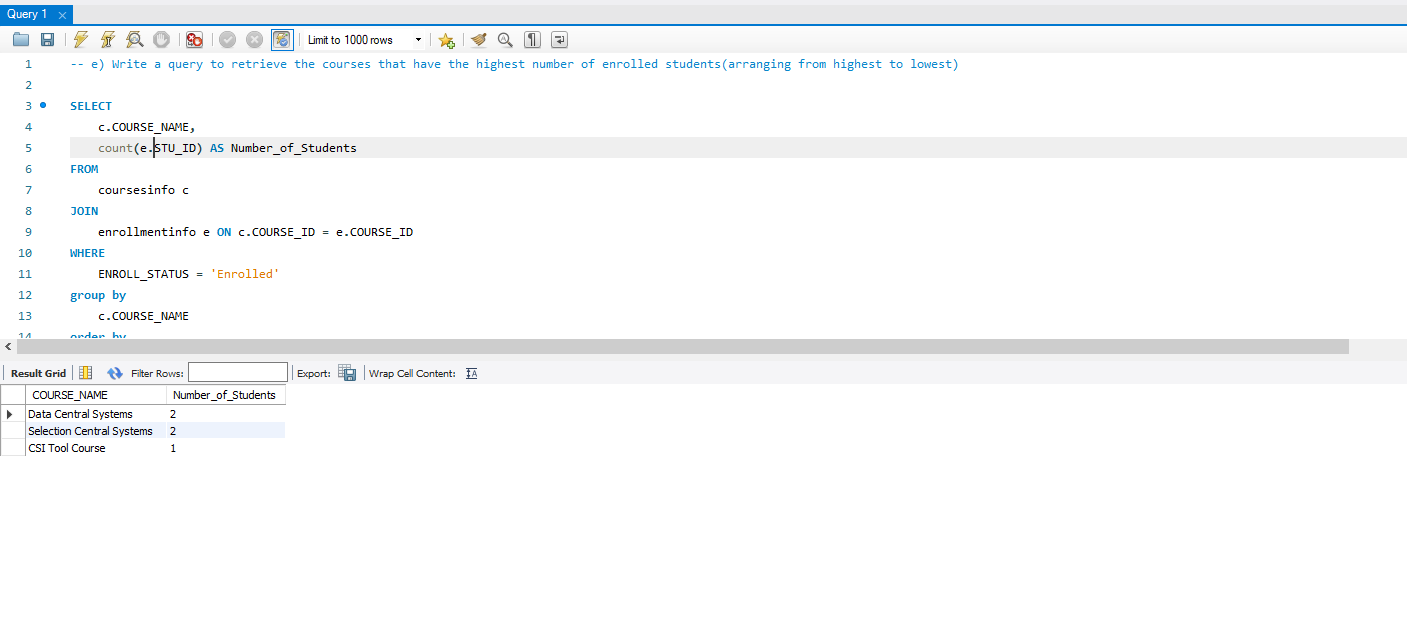 Query 1
Limit to 1000 rows
1 -- e) Write a query to retrieve the courses that have the highest number of enrolled students(arranging from highest to lowest)
2
3 SELECT
4 c.COURSE_NAME,
5 count(e.STU_ID) AS Number_of_Students
6 FROM
7 coursesinfo c
8 JOIN
9 enrollmentinfo e ON c.COURSE_ID = e.COURSE_ID
10 WHERE
11 ENROLL_STATUS = 'Enrolled'
12 group by
13 c.COURSE_NAME
14 order by
Result Grid Filter Rows: Export: Wrap Cell Content:
COURSE_NAME Number_of_Students
Data Central Systems 2
Selection Central Systems 2
CSI Tool Course 1